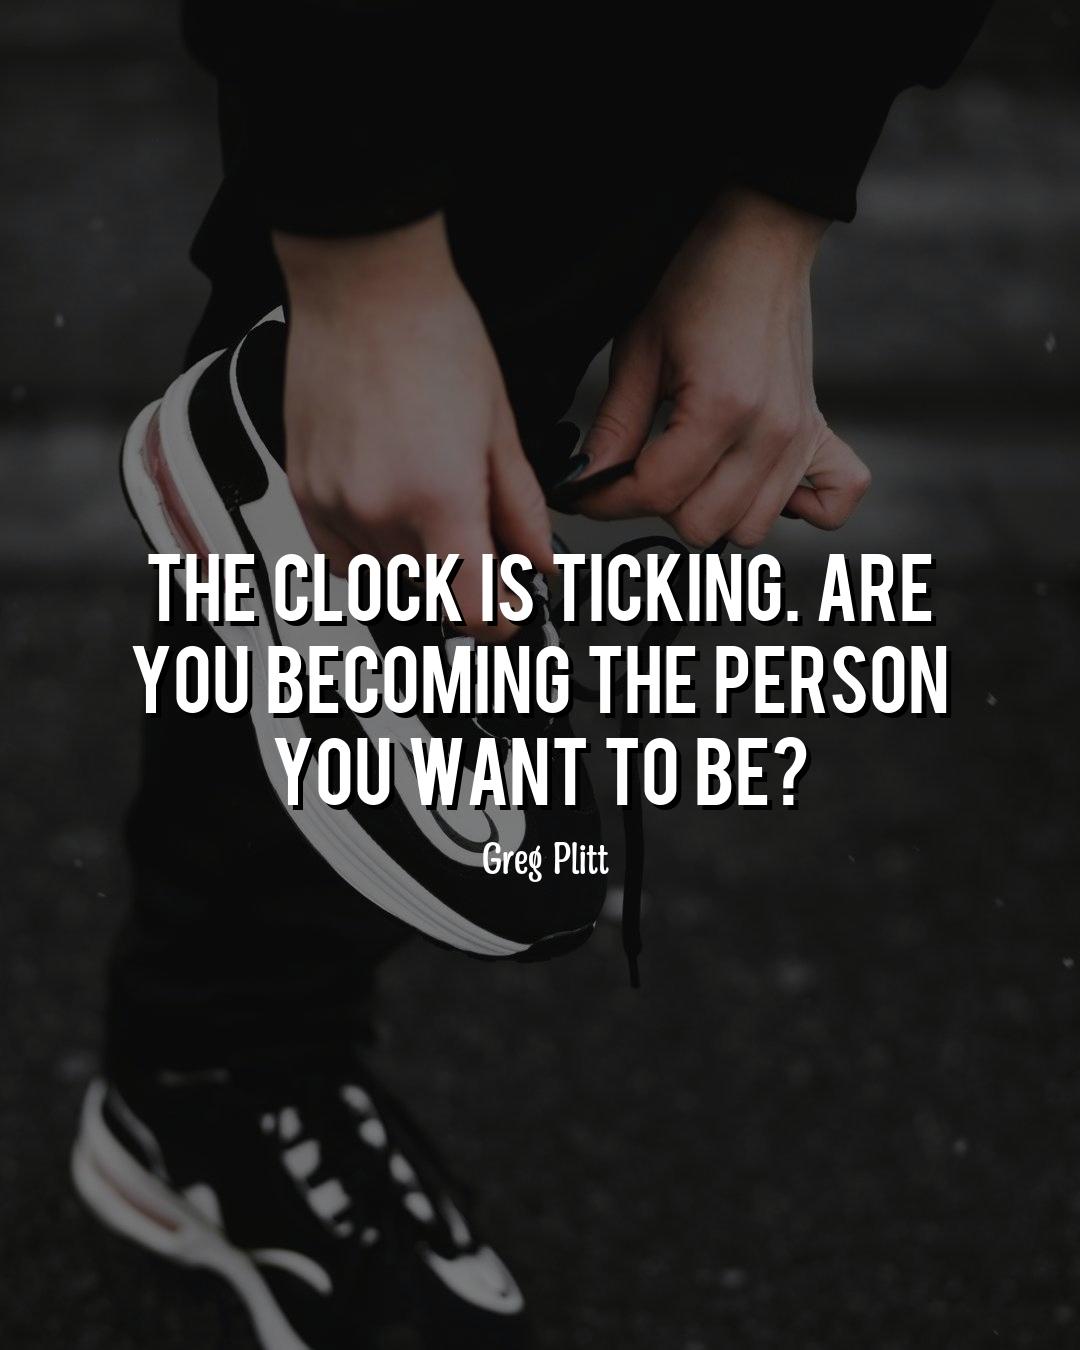 THE CLOCK IS TICKING. ARE
YOU BECOMING THE PERSON
YOU WANT TO BE?
Greg Plitt